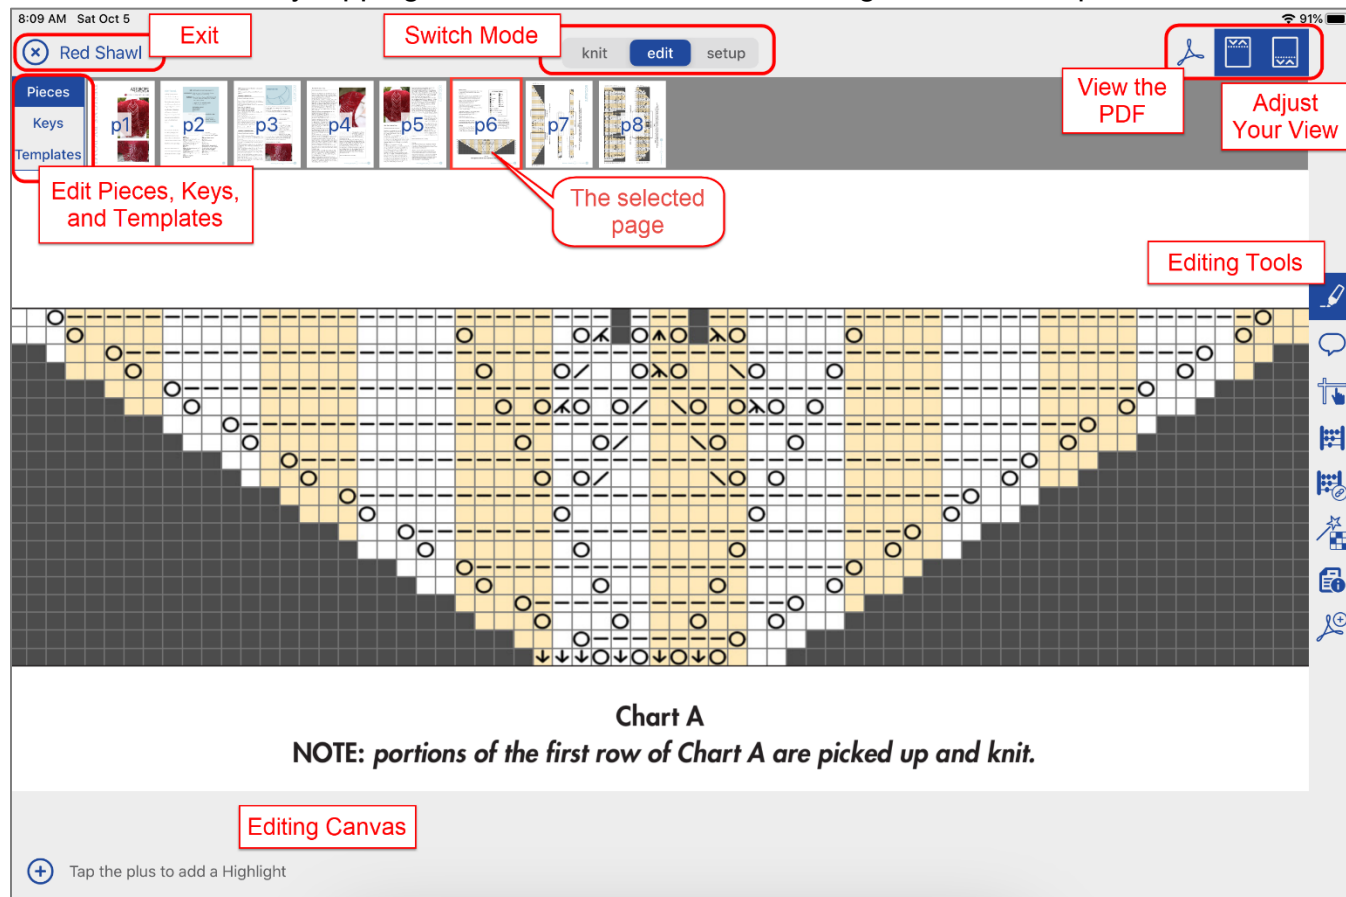 8:09 AM Sat Oct 5
91%
Exit
Switch Mode
Red Shawl
knit
edit
setup
View the
PDF
Adjust
Your View
Pieces
Keys
Templates
p1
p2
p3
p4
p5
p6
p7
p8
Edit Pieces, Keys,
and Templates
The selected
page
Editing Tools
Chart A
NOTE: portions of the first row of Chart A are picked up and knit.
Editing Canvas
Tap the plus to add a Highlight